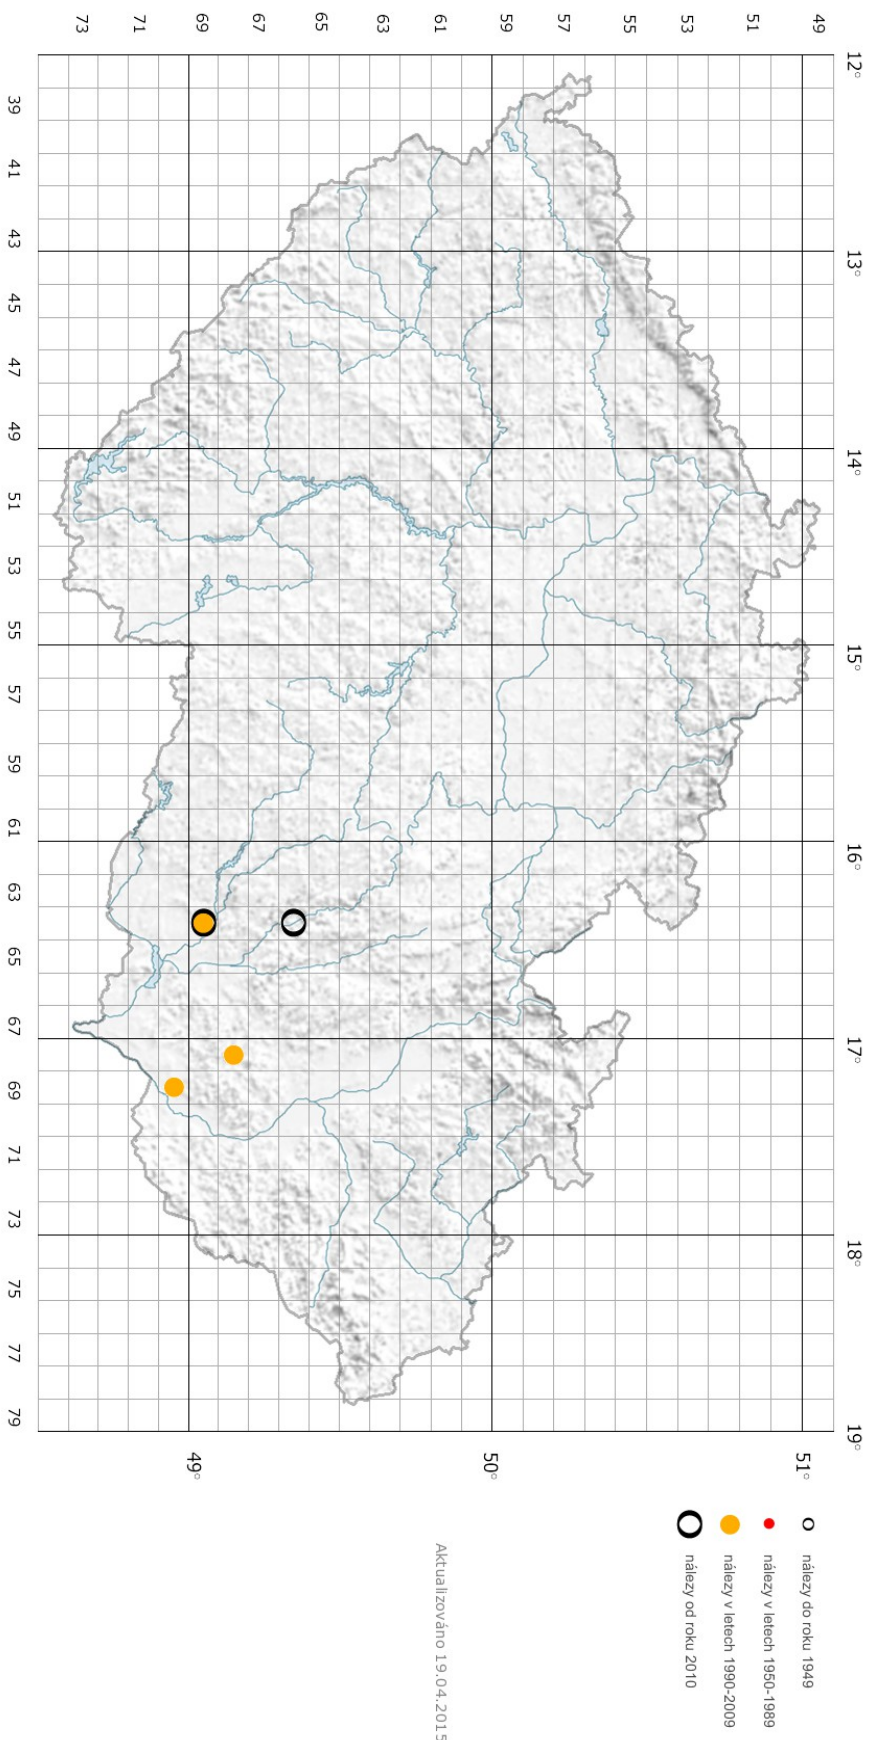 12° 13° 14° 15° 16° 17° 18° 19°
49
51
53
55
57
59
61
63
65
67
69
71
73
51°
50°
49°
39 41 43 45 47 49 51 53 55 57 59 61 63 65 67 69 71 73 75 77 79
nálezy do roku 1949
nálezy v letech 1950-1989
nálezy v letech 1990-2009
nálezy od roku 2010
Aktualizováno 19.04.2015